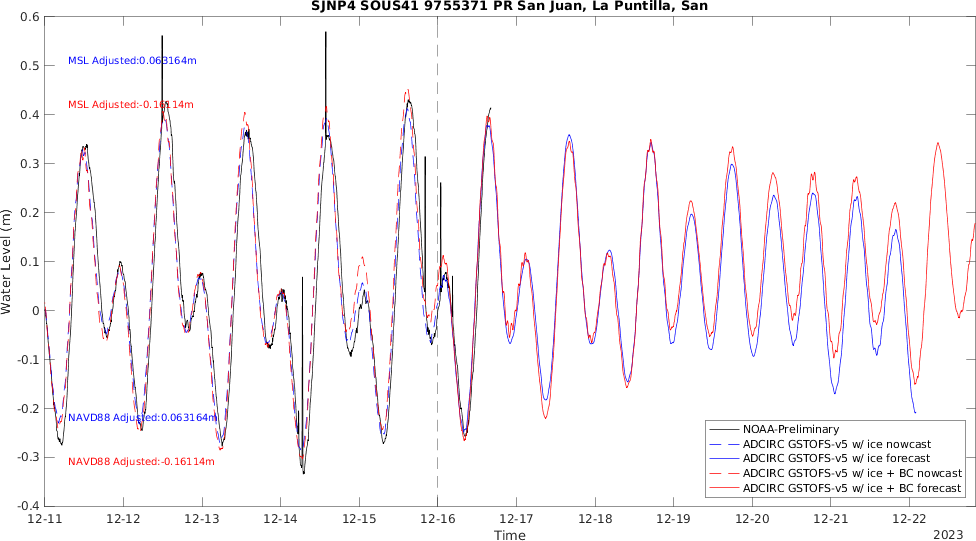 SJNP4 SOUS41 9755371 PR San Juan, La Puntilla, San
0.6
0.5
0.4
0.3
0.2
0.1
0
-0.1
-0.2
-0.3
-0.4
Water Level (m)
MSL Adjusted:0.063164m
MSL Adjusted:-0.16114m
NAVD88 Adjusted:0.063164m
NAVD88 Adjusted:-0.16114m
NOAA-Preliminary
ADCIRC GSTOFS-v5 w/ ice nowcast
ADCIRC GSTOFS-v5 w/ ice forecast
ADCIRC GSTOFS-v5 w/ ice + BC nowcast
ADCIRC GSTOFS-v5 w/ ice + BC forecast
12-11 12-12 12-13 12-14 12-15 12-16 12-17 12-18 12-19 12-20 12-21 12-22
Time
2023